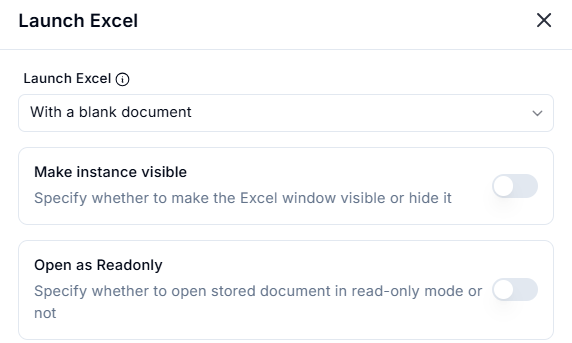 Launch Excel
Launch Excel
With a blank document
Make instance visible
Specify whether to make the Excel window visible or hide it
Open as Readonly
Specify whether to open stored document in read-only mode or
not